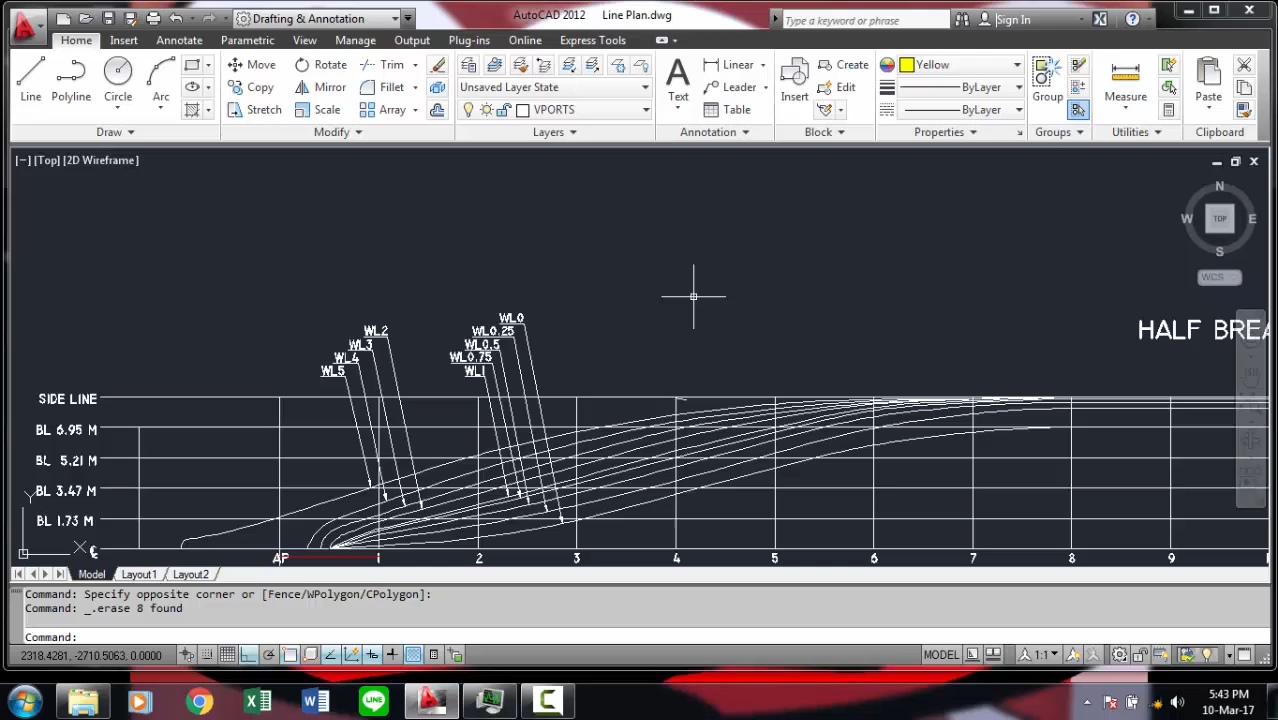 Drafting & Annotation
AutoCAD 2012 Line Plan.dwg
Type a keyword or phrase
Sign In
Home Insert Annotate Parametric View Manage Output Plug-ins Online Express Tools
Line Polyline Circle Arc
Move Rotate Trim
Copy Mirror Fillet
Stretch Scale Array
Unsaved Layer State
VPORTS
Text
Linear
Leader
Table
Insert
Create
Edit
Yellow
ByLayer
ByLayer
Group
Measure
Paste
Draw Modify Layers Annotation Block Properties Groups Utilities Clipboard
[−] [Top] [2D Wireframe]
N
W TOP E
S
WCS
HALF BREA
WL2
WL3
WL4
WL5
WL0
WL0.25
WL0.5
WL0.75
WL1
SIDE LINE
BL 6.95 M
BL 5.21 M
BL 3.47 M
BL 1.73 M
Y
X
AP 1 2 3 4 5 6 7 8 9
Model Layout1 Layout2
Command: Specify opposite corner or [Fence/WPolygon/CPolygon]:
Command: _.erase 8 found
Command:
2318.4281, -2710.5063, 0.0000
MODEL
1:1
LINE
5:43 PM
10-Mar-17